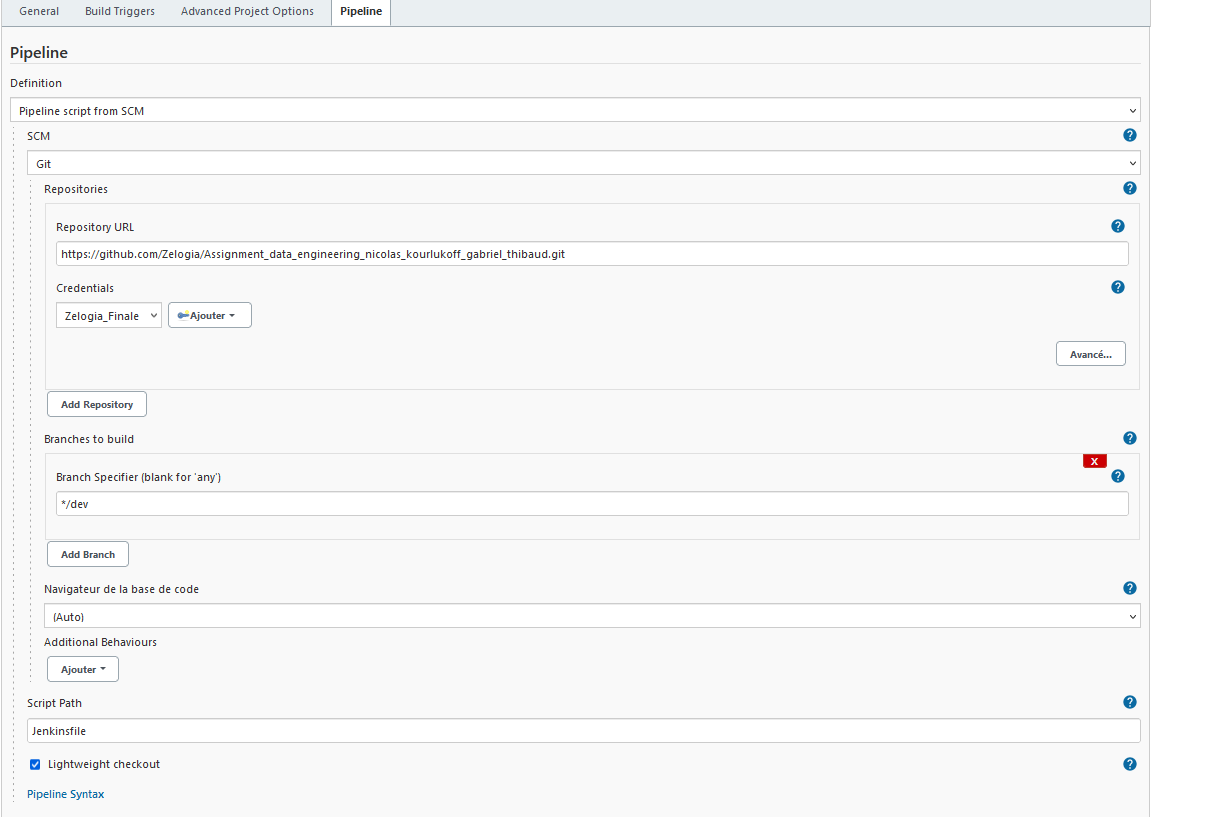 General Build Triggers Advanced Project Options Pipeline
Pipeline
Definition
Pipeline script from SCM
SCM
?
Git
Repositories
?
Repository URL
?
https://github.com/Zelogia/Assignment_data_engineering_nicolas_kourlukoff_gabriel_thibaud.git
Credentials
?
Zelogia_Finale
Ajouter
Avancé...
Add Repository
Branches to build
?
X
Branch Specifier (blank for 'any')
?
*/dev
Add Branch
Navigateur de la base de code
?
(Auto)
Additional Behaviours
Ajouter
Script Path
?
Jenkinsfile
Lightweight checkout
?
Pipeline Syntax